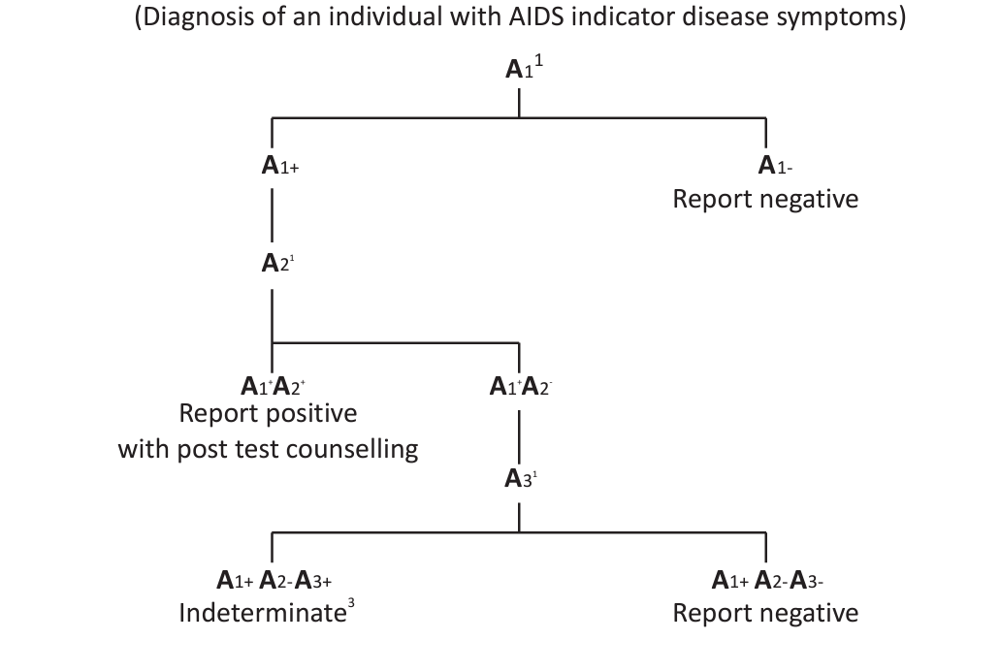 (Diagnosis of an individual with AIDS indicator disease symptoms)
A1¹
A1+
A1-
Report negative
A2¹
A1⁺A2⁺
A1⁺A2⁻
Report positive
with post test counselling
A3¹
A1+ A2-A3+
A1+ A2-A3-
Indeterminate³
Report negative